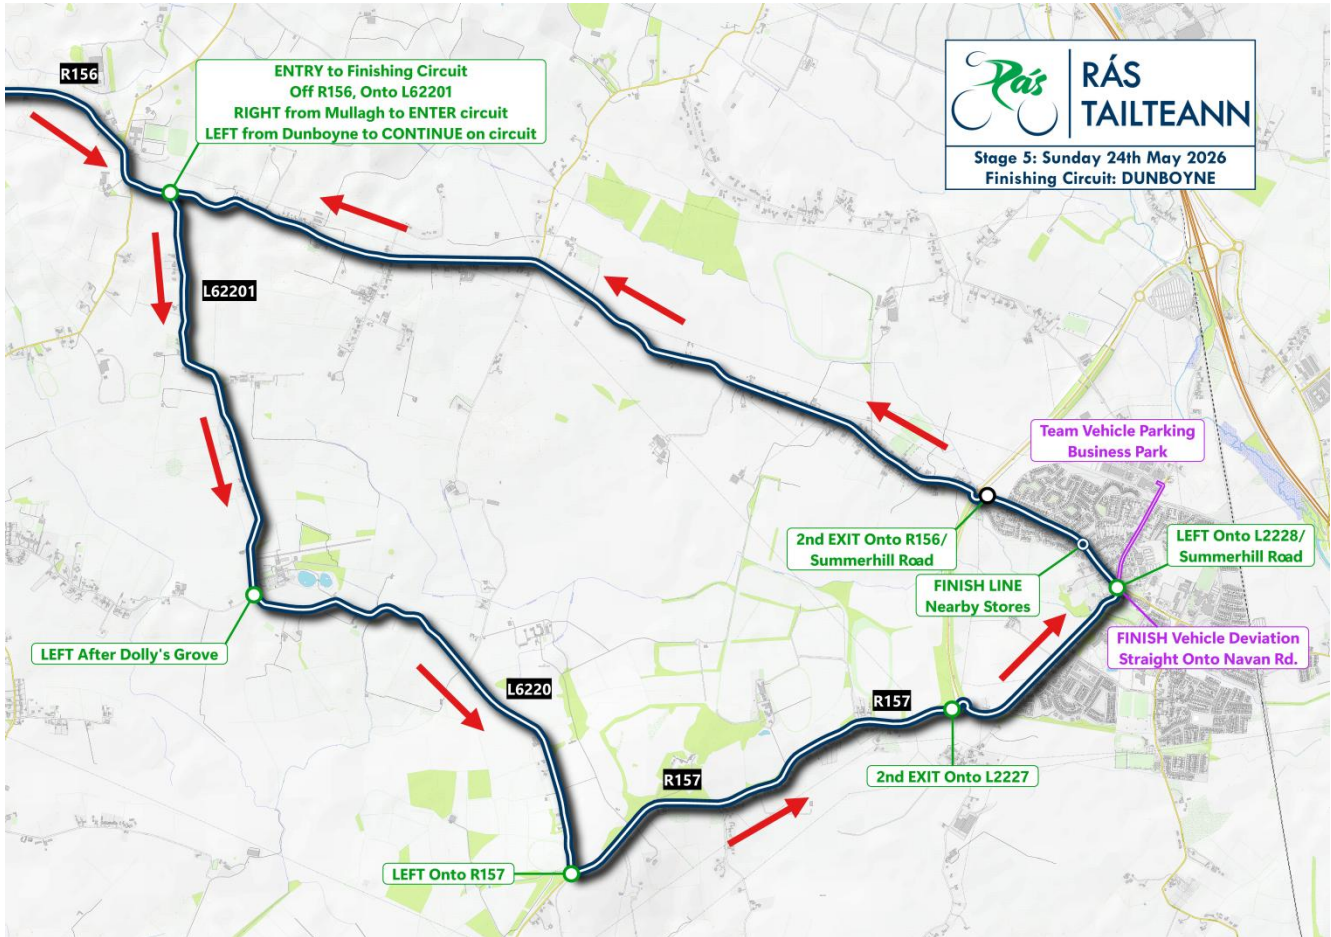 R156
ENTRY to Finishing Circuit
Off R156, Onto L62201
RIGHT from Mullagh to ENTER circuit
LEFT from Dunboyne to CONTINUE on circuit
Rás
RÁS
TAILTEANN
Stage 5: Sunday 24th May 2026
Finishing Circuit: DUNBOYNE
L62201
Team Vehicle Parking
Business Park
2nd EXIT Onto R156/
Summerhill Road
LEFT Onto L2228/
Summerhill Road
FINISH LINE
Nearby Stores
FINISH Vehicle Deviation
Straight Onto Navan Rd.
LEFT After Dolly's Grove
L6220
R157
R157
2nd EXIT Onto L2227
LEFT Onto R157